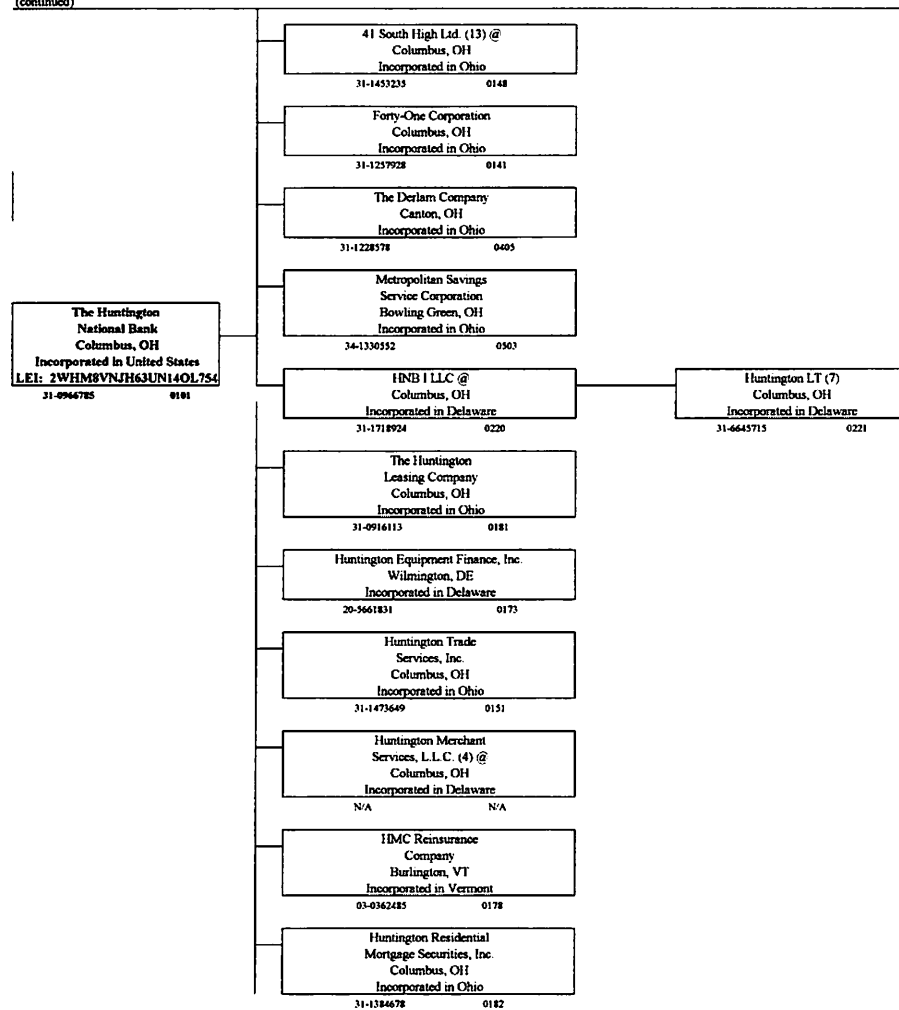 (continued)
41 South High Ltd. (13) @
Columbus, OH
Incorporated in Ohio
31-1453235 0148
Forty-One Corporation
Columbus, OH
Incorporated in Ohio
31-1257928 0141
The Derlam Company
Canton, OH
Incorporated in Ohio
31-1228578 0405
Metropolitan Savings
Service Corporation
Bowling Green, OH
Incorporated in Ohio
34-1330552 0503
The Huntington
National Bank
Columbus, OH
Incorporated in United States
LEI: 2WHM8VNJH63UN14OL754
31-0966785 0101
HNB I LLC @
Columbus, OH
Incorporated in Delaware
31-1718924 0220
Huntington LT (7)
Columbus, OH
Incorporated in Delaware
31-6645715 0221
The Huntington
Leasing Company
Columbus, OH
Incorporated in Ohio
31-0916113 0181
Huntington Equipment Finance, Inc.
Wilmington, DE
Incorporated in Delaware
20-5661831 0173
Huntington Trade
Services, Inc.
Columbus, OH
Incorporated in Ohio
31-1473649 0151
Huntington Merchant
Services, L.L.C. (4) @
Columbus, OH
Incorporated in Delaware
N/A N/A
HMC Reinsurance
Company
Burlington, VT
Incorporated in Vermont
03-0362485 0178
Huntington Residential
Mortgage Securities, Inc.
Columbus, OH
Incorporated in Ohio
31-1384678 0182